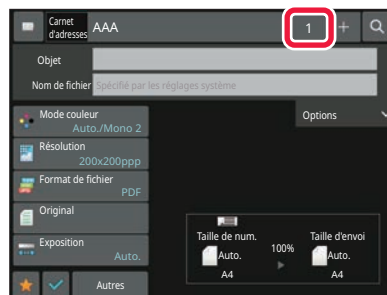 Carnet d'adresses
AAA
1
Objet
Nom de fichier
Spécifié par les réglages système
Mode couleur
Auto./Mono 2
Options
Résolution
200x200ppp
Format de fichier
PDF
Original
Exposition
Auto.
Taille de num.
Auto.
A4
100%
Taille d'envoi
Auto.
A4
Autres